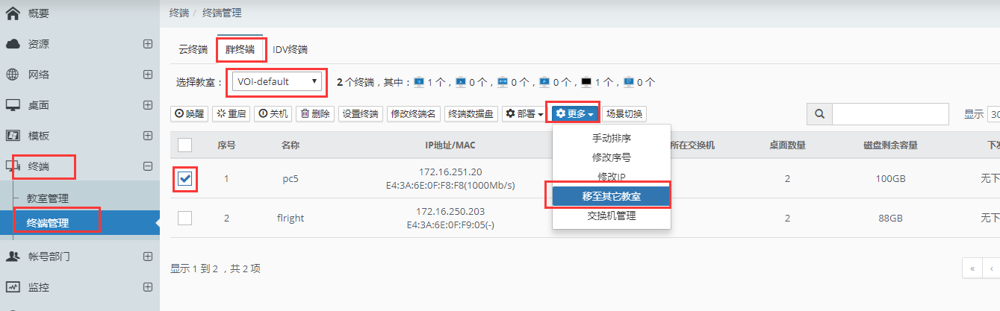 概要
资源
网络
桌面
模板
终端
教室管理
终端管理
帐号部门
监控
终端 / 终端管理
云终端 胖终端 IDV终端
选择教室： VOI-default 2 个终端，其中： 1 个， 0 个， 0 个， 0 个， 1 个， 0 个
唤醒 重启 关机 删除 设置终端 修改终端名 终端数据盘 部署 更多 场景切换 显示 30
序号 名称 IP地址/MAC 所在交换机 桌面数量 磁盘剩余容量 下发
1 pc5 172.16.251.20 2 100GB 无下
E4:3A:6E:0F:F8:F8(1000Mb/s)
2 flright 172.16.250.203 2 88GB 无下
E4:3A:6E:0F:F9:05(-)
手动排序
修改序号
修改IP
移至其它教室
交换机管理
显示 1 到 2 ，共 2 项
« ‹